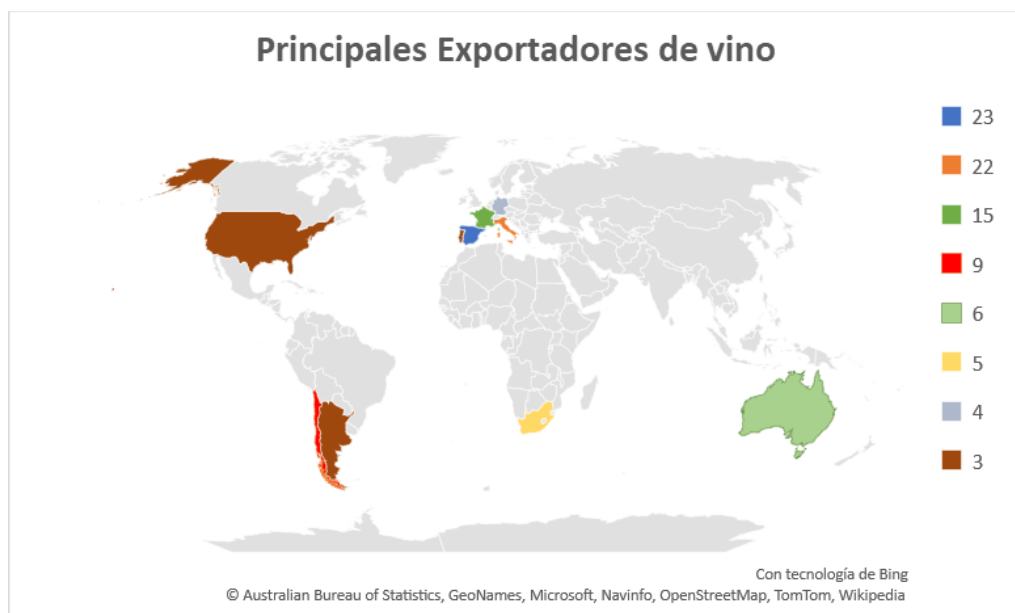 Principales Exportadores de vino
23
22
15
9
6
5
4
3
Con tecnología de Bing
© Australian Bureau of Statistics, GeoNames, Microsoft, Navinfo, OpenStreetMap, TomTom, Wikipedia